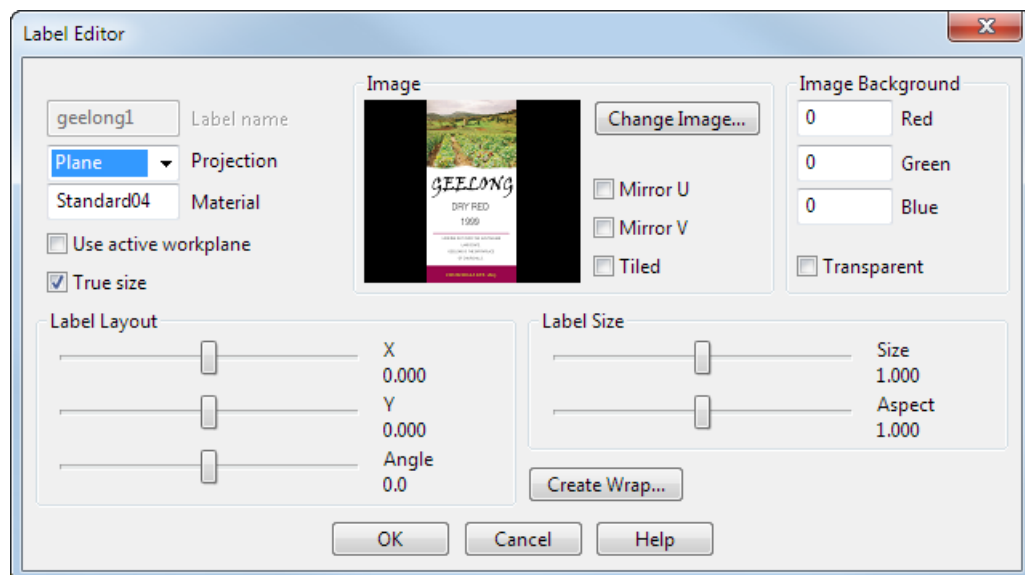 Label Editor
Image
Image Background
geelong1 Label name
Change Image...
0 Red
Plane Projection
0 Green
Standard04 Material
GEELONG
DRY RED
1999
Mirror U
0 Blue
Use active workplane
Mirror V
True size
Tiled
Transparent
Label Layout
Label Size
X
0.000
Size
1.000
Y
0.000
Aspect
1.000
Angle
0.0
Create Wrap...
OK Cancel Help